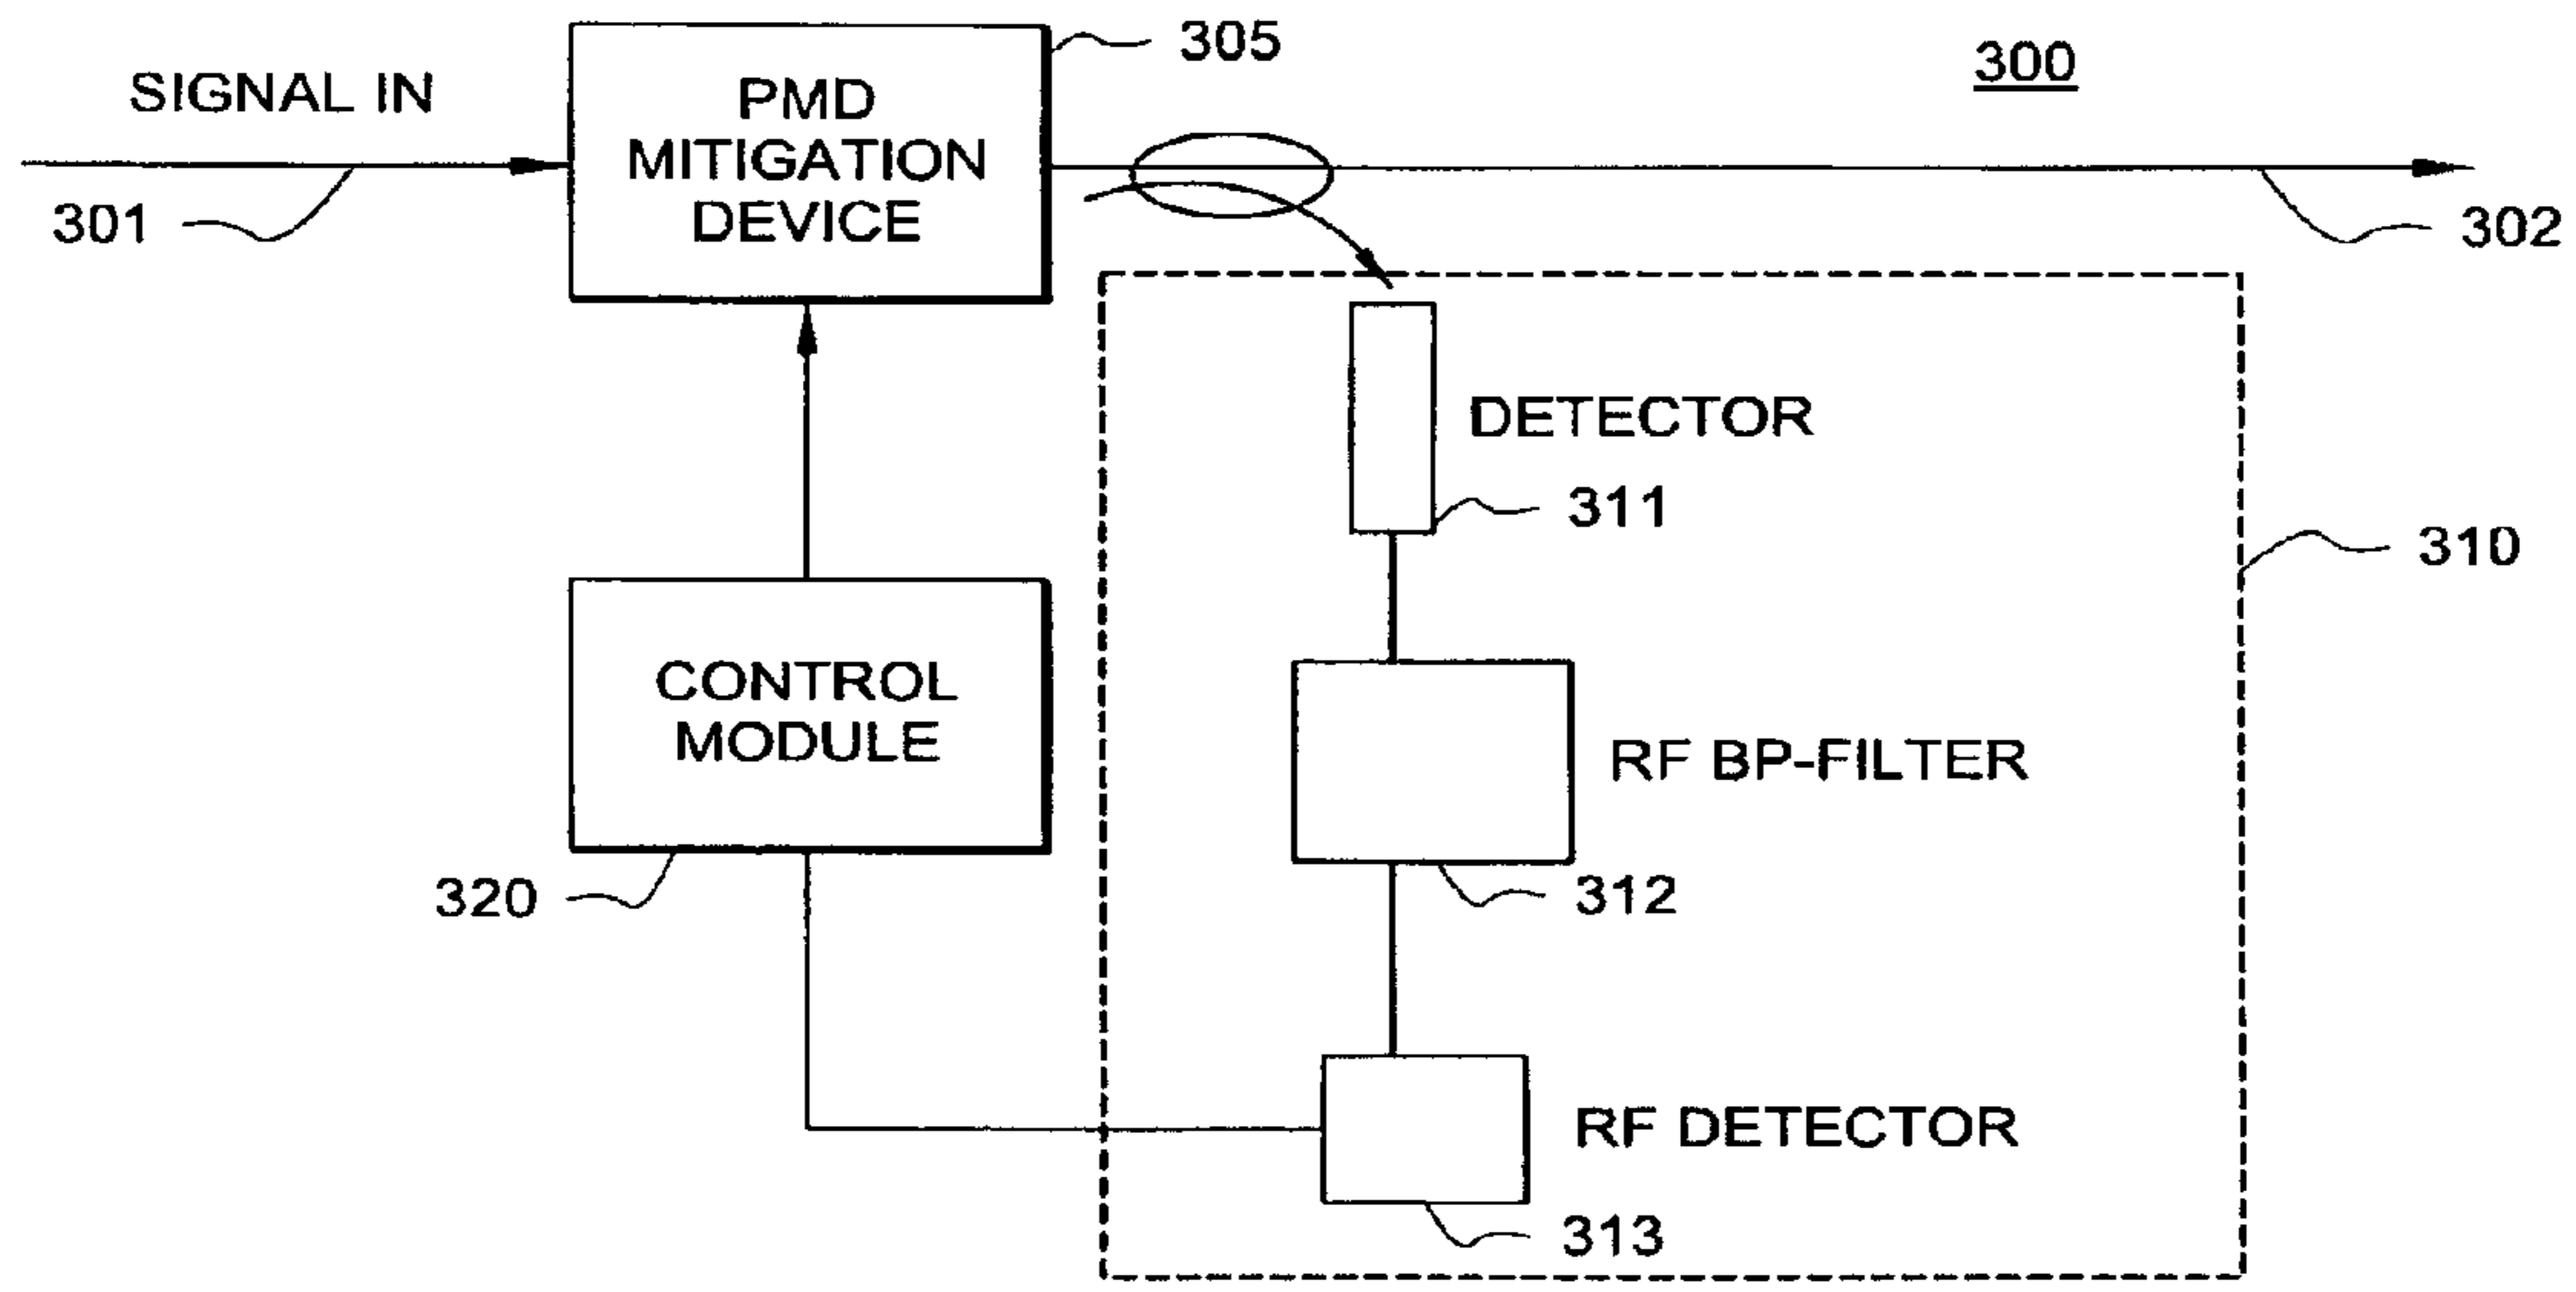 305
300
SIGNAL IN
PMD
MITIGATION
DEVICE
301
302
DETECTOR
311
310
CONTROL
MODULE
RF BP-FILTER
320
312
RF DETECTOR
313